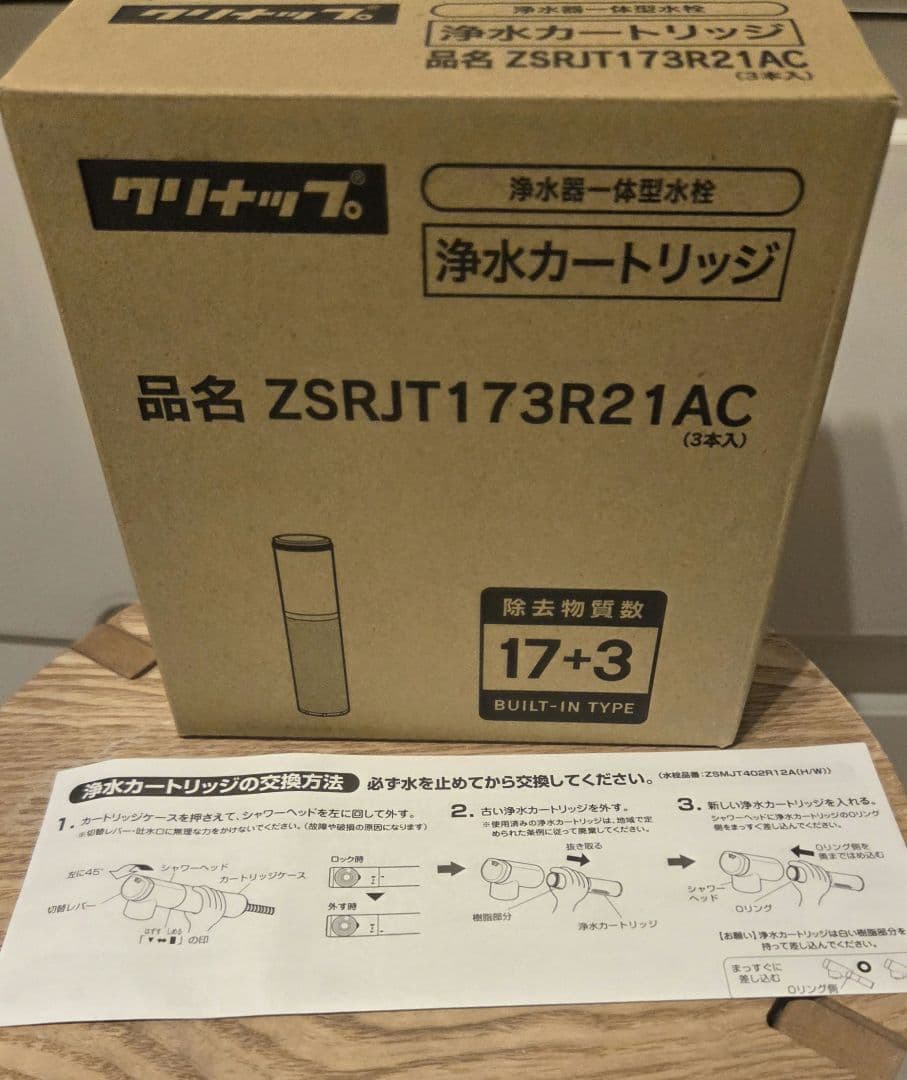 クリナップ®
浄水器一体型水栓
浄水カートリッジ
品名 ZSRJT173R21AC
(3本入)
クリナップ®
浄水器一体型水栓
浄水カートリッジ
品名 ZSRJT173R21AC
(3本入)
除去物質数
17+3
BUILT-IN TYPE
浄水カートリッジの交換方法 必ず水を止めてから交換してください。(水栓品番:ZSMJT402R12A(H/W))
1. カートリッジケースを押さえて、シャワーヘッドを左に回して外す。
※切替レバー・吐水口に無理な力をかけないでください。(故障や破損の原因になります)
左に45°
シャワーヘッド
カートリッジケース
切替レバー
はずす しめる
「▼⬌▮」の印
ロック時
外す時
2. 古い浄水カートリッジを外す。
※使用済みの浄水カートリッジは、地域で定
められた条例に従って廃棄してください。
抜き取る
樹脂部分
浄水カートリッジ
3. 新しい浄水カートリッジを入れる。
シャワーヘッドに浄水カートリッジのOリング
側をまっすぐ差し込んでください。
Oリング側を
奥まではめ込む
シャワー
ヘッド
Oリング
【お願い】浄水カートリッジは白い樹脂部分を
持って差し込んでください。
まっすぐに
差し込む
Oリング側